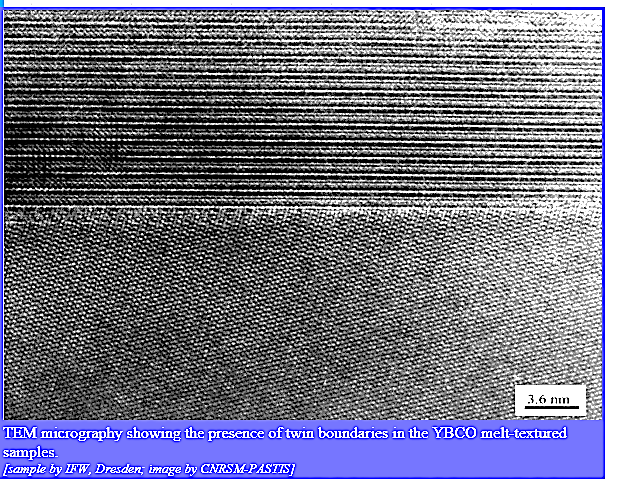 3.6 nm
TEM micrography showing the presence of twin boundaries in the YBCO melt-textured
samples.
[sample by IFW, Dresden; image by CNRSM-PASTIS]